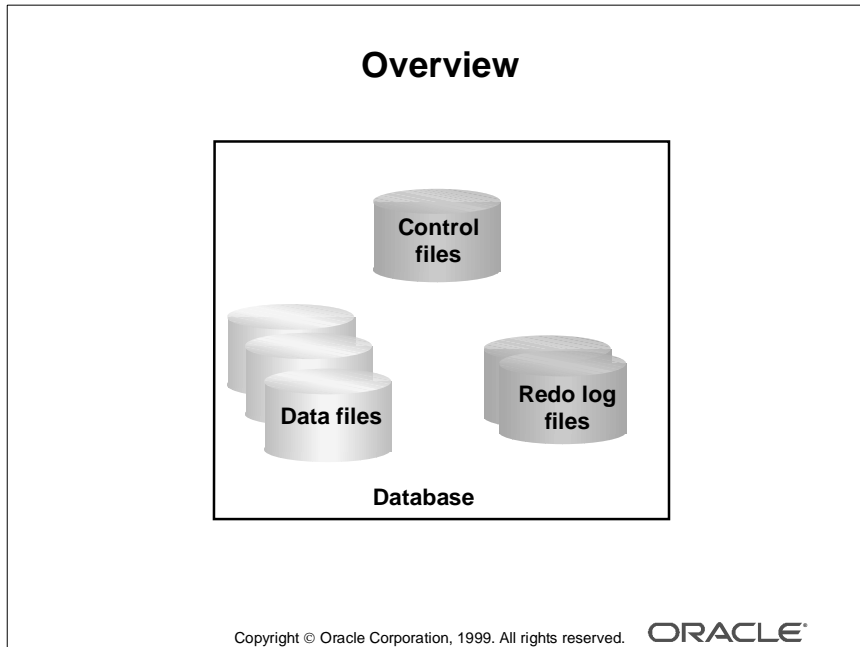 Overview
Control
files
Data files
Redo log
files
Database
Copyright © Oracle Corporation, 1999. All rights reserved. ORACLE®